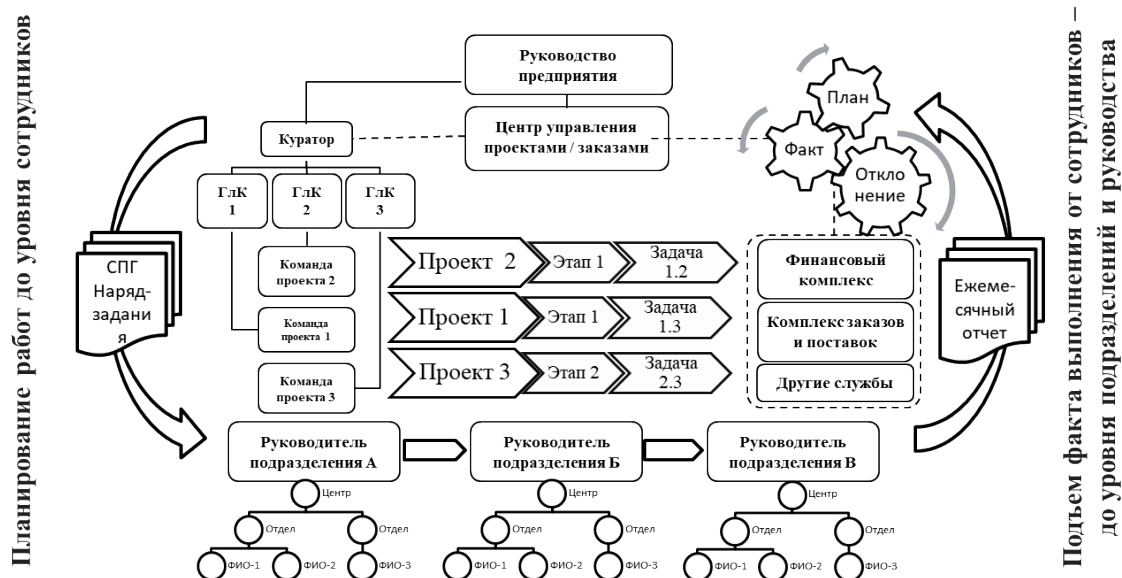 Планирование работ до уровня сотрудников
Руководство
предприятия
Центр управления
проектами / заказами
Куратор
ГлК
1
ГлК
2
ГлК
3
Команда
проекта 2
Команда
проекта 1
Команда
проекта 3
СПГ
Наряд-
задани
я
Проект 2
Этап 1
Задача
1.2
Проект 1
Этап 1
Задача
1.3
Проект 3
Этап 2
Задача
2.3
План
Факт
Откло
нение
Финансовый
комплекс
Комплекс заказов
и поставок
Другие службы
Ежеме-
сячный
отчет
Руководитель
подразделения А
Руководитель
подразделения Б
Руководитель
подразделения В
Центр
Отдел
Отдел
ФИО-1
ФИО-2
ФИО-3
Центр
Отдел
Отдел
ФИО-1
ФИО-2
ФИО-3
Центр
Отдел
Отдел
ФИО-1
ФИО-2
ФИО-3
Подъем факта выполнения от сотрудников –
до уровня подразделений и руководства